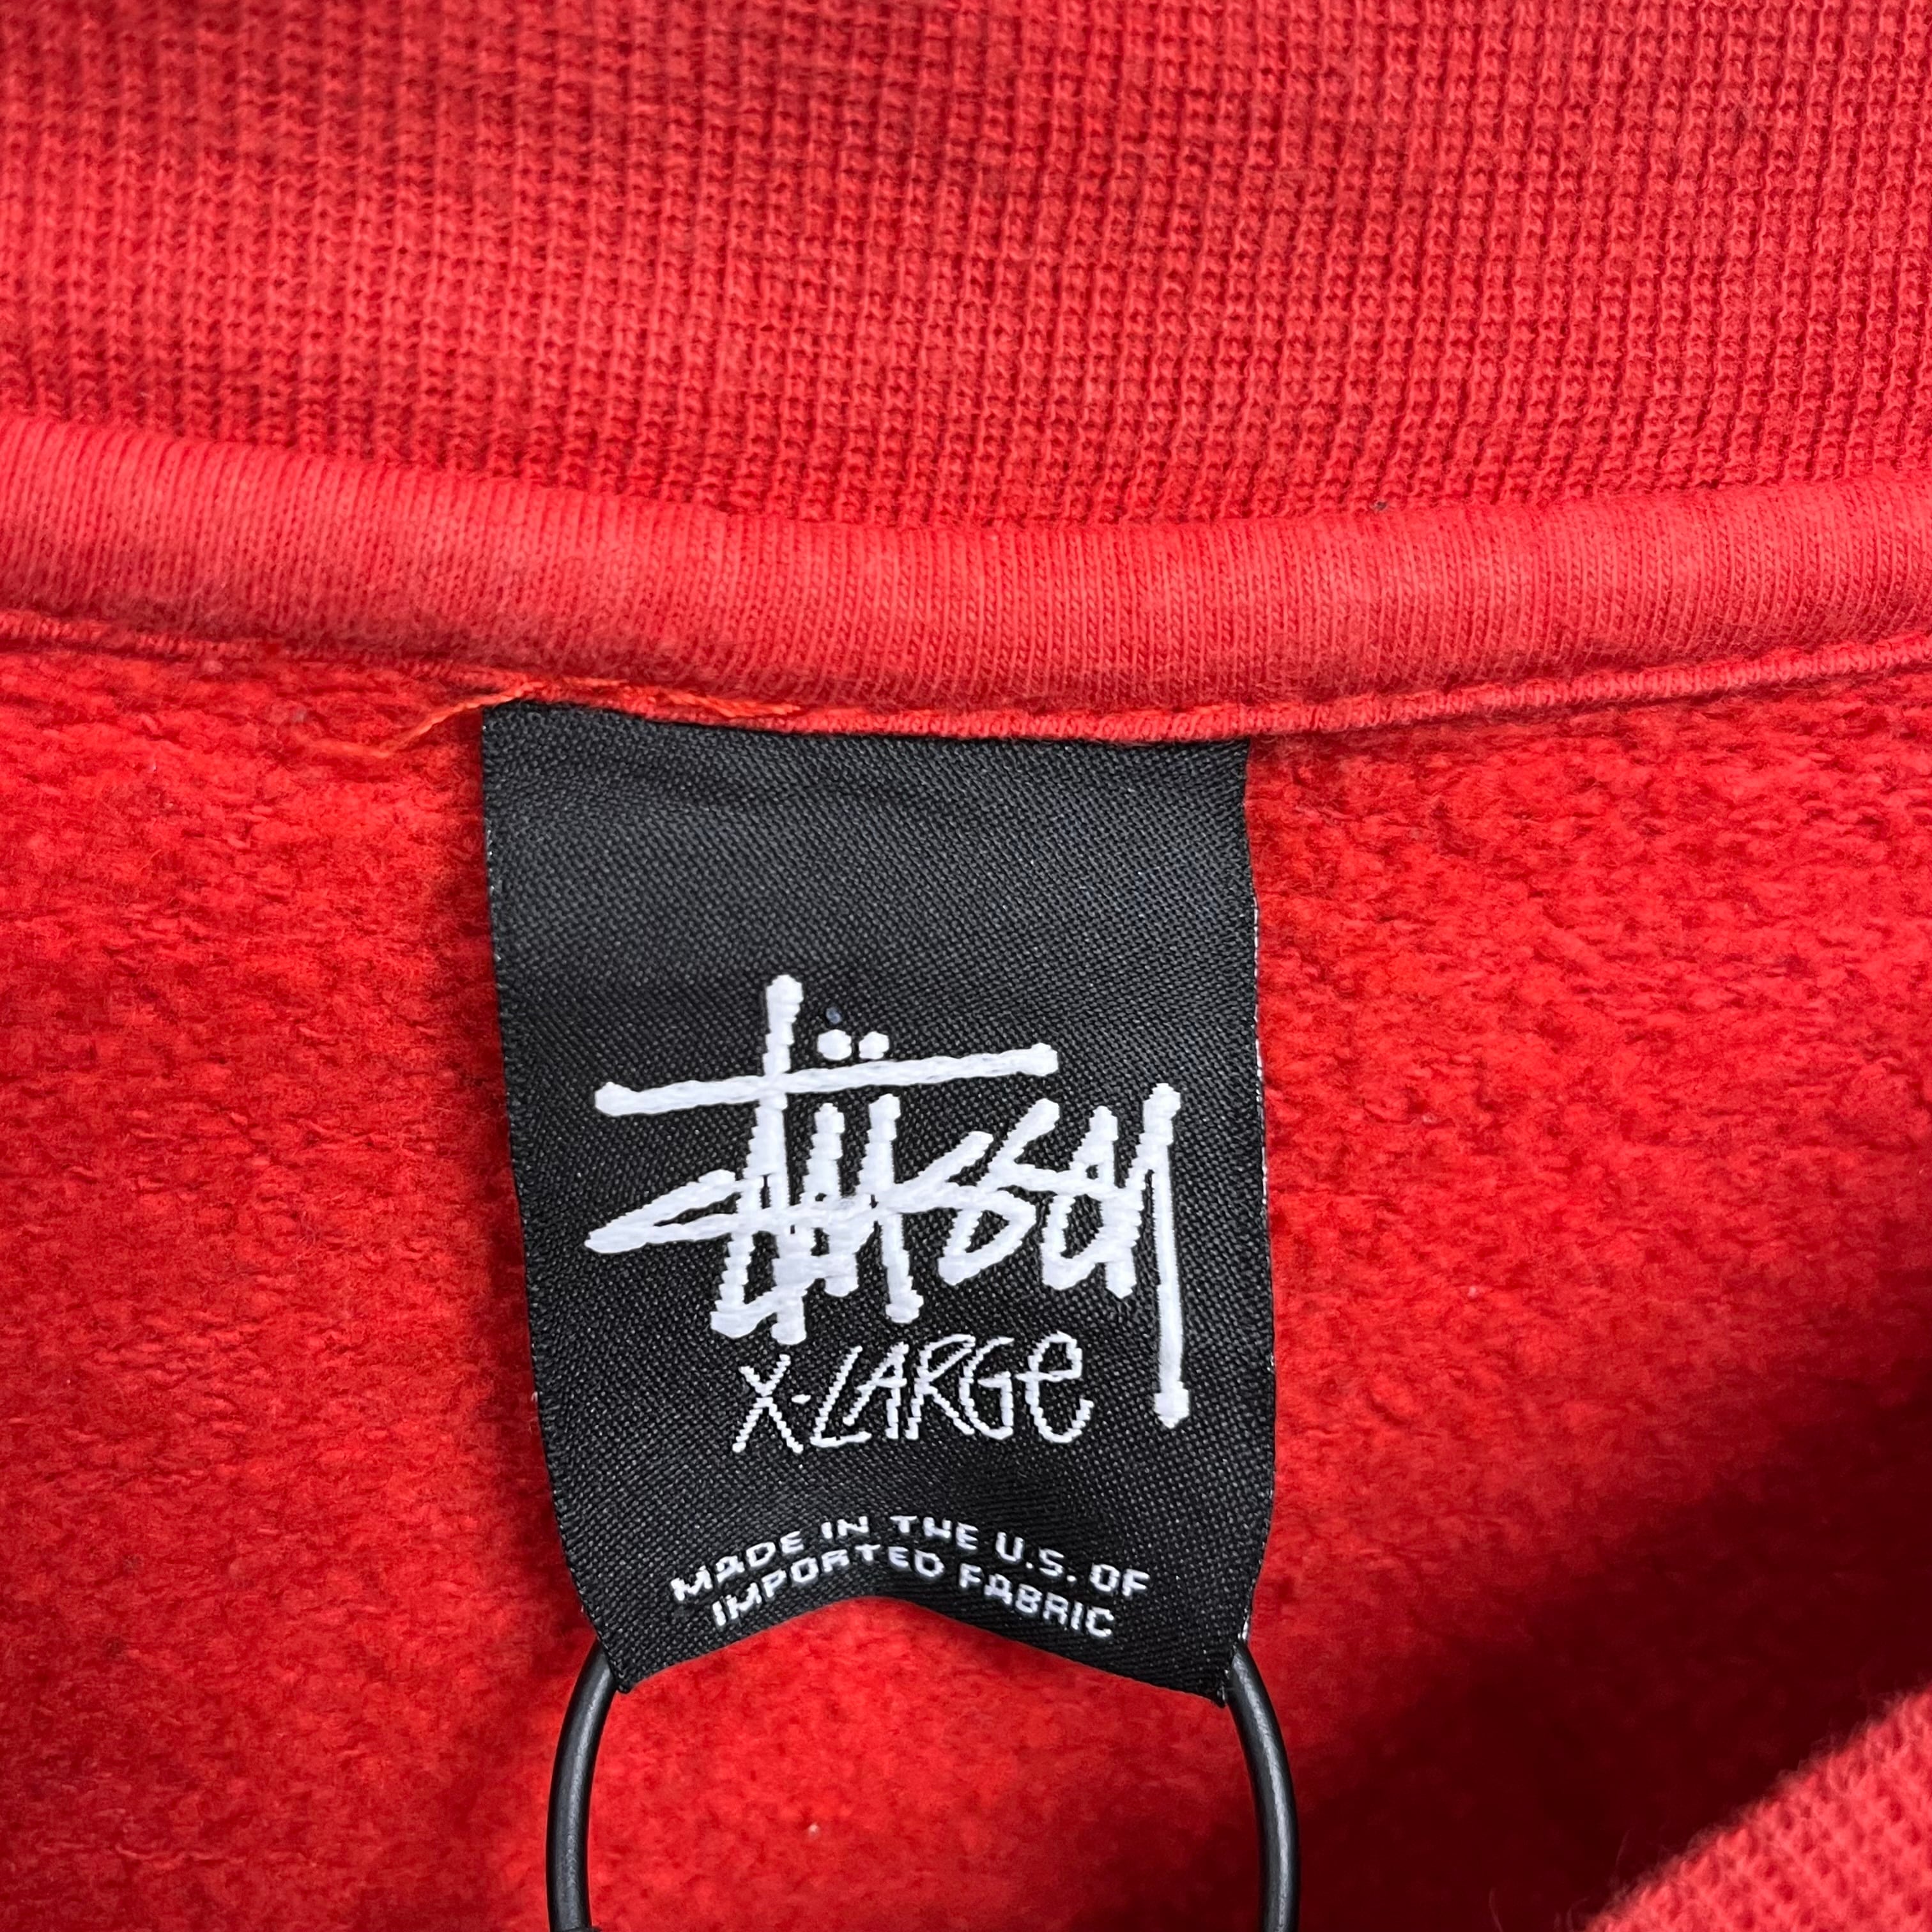 Stüssy
X-LARGe
MADE IN THE U.S. OF
IMPORTED FABRIC